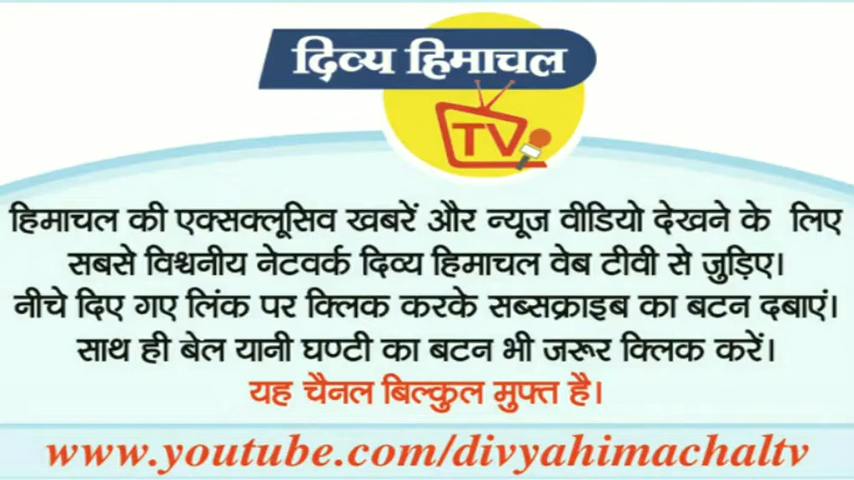 दिव्य हिमाचल
TV
हिमाचल की एक्सक्लूसिव खबरें और न्यूज वीडियो देखने के लिए
सबसे विश्वनीय नेटवर्क दिव्य हिमाचल वेब टीवी से जुड़िए।
नीचे दिए गए लिंक पर क्लिक करके सब्सक्राइब का बटन दबाएं।
साथ ही बेल यानी घण्टी का बटन भी जरूर क्लिक करें।
यह चैनल बिल्कुल मुफ्त है।
www.youtube.com/divyahimachaltv